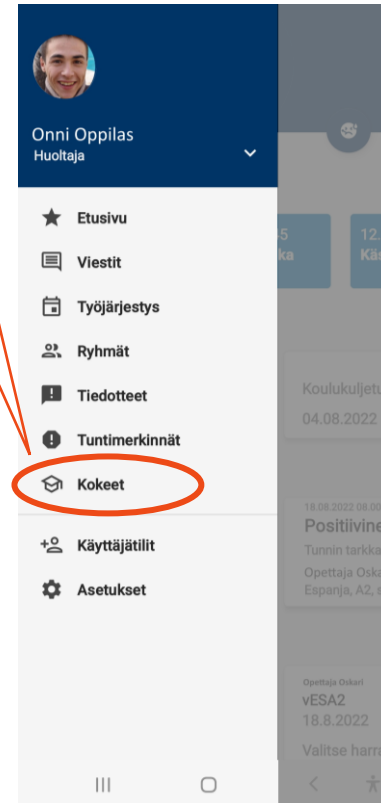 Onni Oppilas
Huoltaja
Etusivu
Viestit
Työjärjestys
Ryhmät
Tiedotteet
Tuntimerkinnät
Kokeet
Käyttäjätilit
Asetukset
12.
Koulukuljetu
04.08.2022
18.08.2022 08.00
Positiivine
Tunnin tarkka
Opettaja Oska
Espanja, A2, s
Opettaja Oskari
vESA2
18.8.2022
Valitse harra